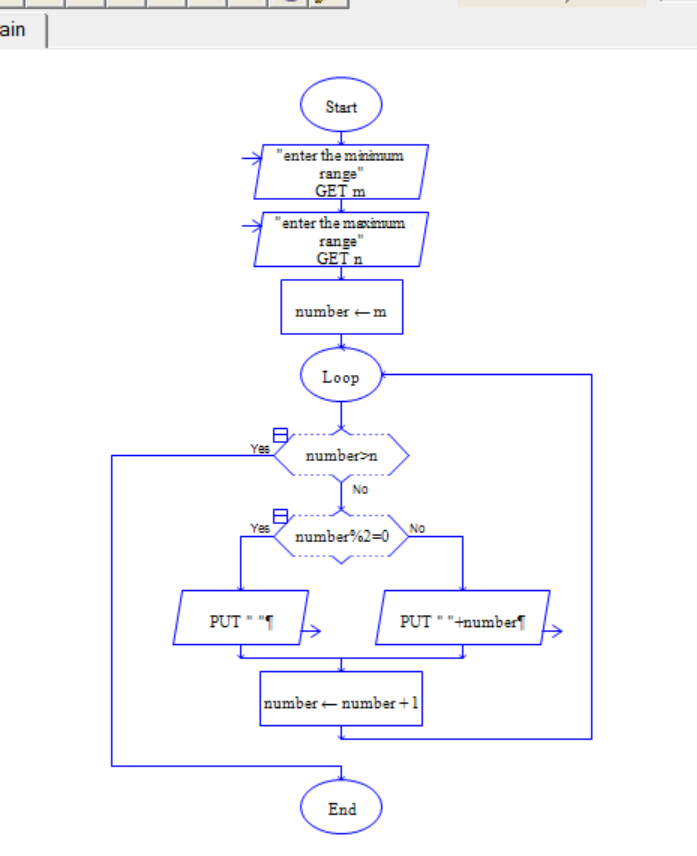 ain
Start
"enter the minimum
range"
GET m
"enter the maximum
range"
GET n
number ← m
Loop
Yes
number>n
No
Yes
number%2=0
No
PUT " "¶
PUT " "+number¶
number ← number+1
End